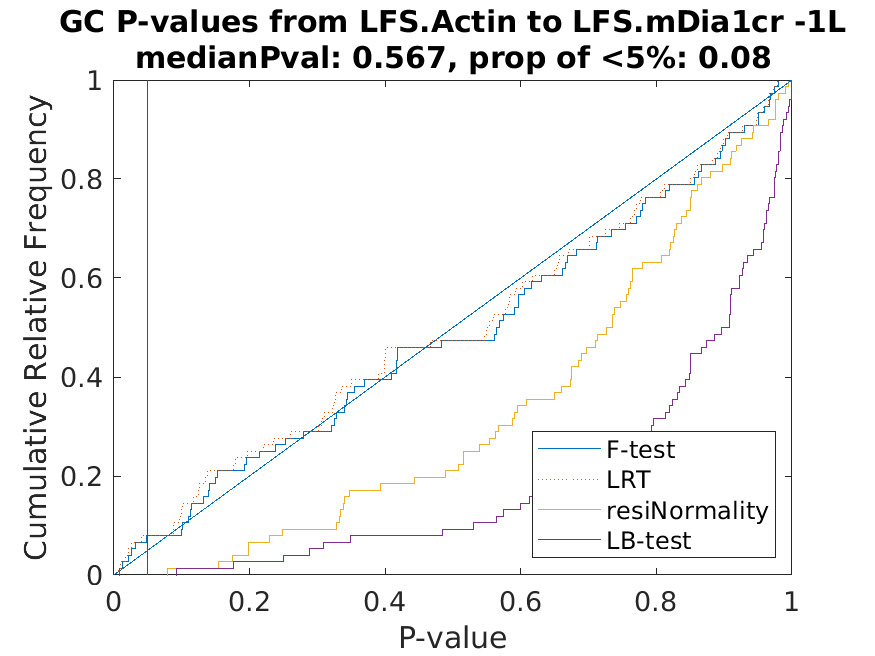 GC P-values from LFS.Actin to LFS.mDia1cr -1L
medianPval: 0.567, prop of <5%: 0.08
Cumulative Relative Frequency
1
0.8
0.6
0.4
0.2
0
0
0.2
0.4
0.6
0.8
1
P-value
F-test
LRT
resiNormality
LB-test